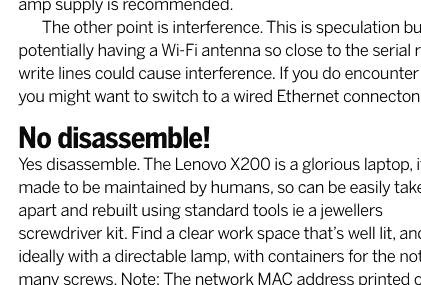 amp supply is recommended.
The other point is interference. This is speculation bu
potentially having a Wi-Fi antenna so close to the serial r
write lines could cause interference. If you do encounter
you might want to switch to a wired Ethernet connecton
No disassemble!
Yes disassemble. The Lenovo X200 is a glorious laptop, i
made to be maintained by humans, so can be easily take
apart and rebuilt using standard tools ie a jewellers
screwdriver kit. Find a clear work space that's well lit, and
ideally with a directable lamp, with containers for the not
many screws. Note: The network MAC address printed o